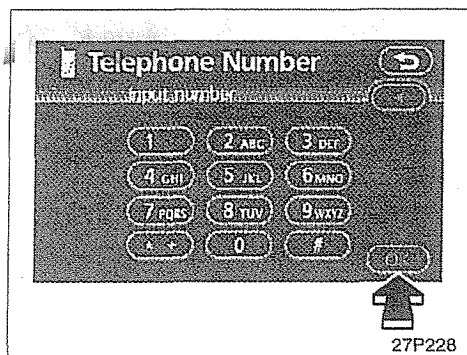 Telephone Number
Input number
1 2 ABC 3 DEF
4 GHI 5 JKL 6 MNO
7 PQRS 8 TUV 9 WXYZ
* + 0 #
OK
27P228